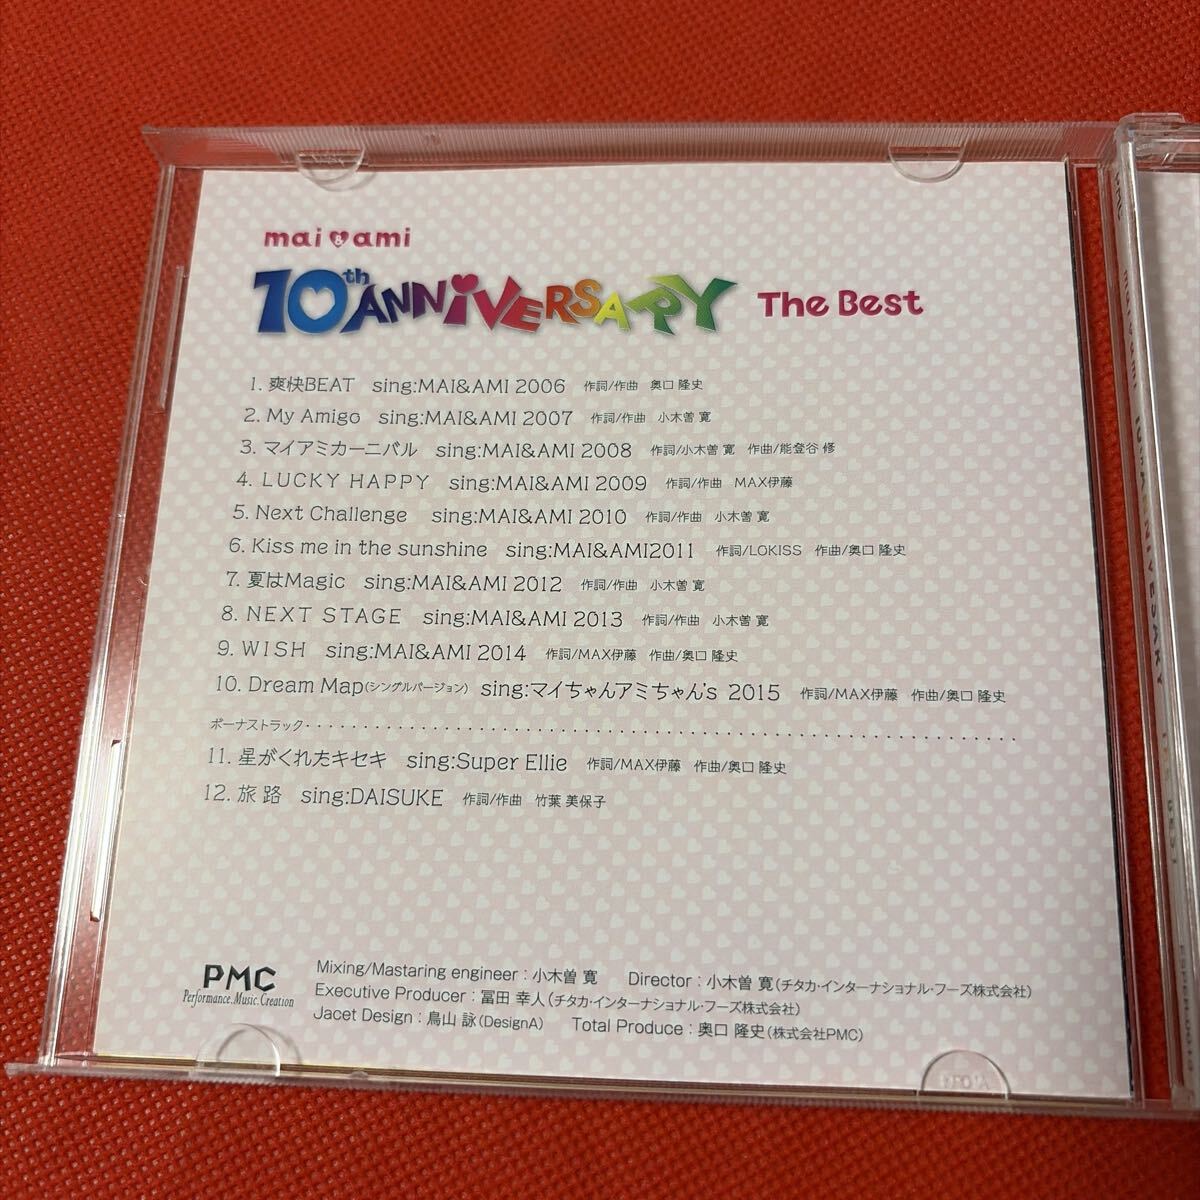 mai & ami
10th ANNIVERSARY The Best
1. 爽快BEAT sing:MAI&AMI 2006 作詞/作曲 奥口 隆史
2. My Amigo sing:MAI&AMI 2007 作詞/作曲 小木曽 寛
3. マイアミカーニバル sing:MAI&AMI 2008 作詞/小木曽 寛 作曲/能登谷 修
4. LUCKY HAPPY sing:MAI&AMI 2009 作詞/作曲 MAX伊藤
5. Next Challenge sing:MAI&AMI 2010 作詞/作曲 小木曽 寛
6. Kiss me in the sunshine sing:MAI&AMI2011 作詞/LOKISS 作曲/奥口 隆史
7. 夏はMagic sing:MAI&AMI 2012 作詞/作曲 小木曽 寛
8. NEXT STAGE sing:MAI&AMI 2013 作詞/作曲 小木曽 寛
9. WISH sing:MAI&AMI 2014 作詞/MAX伊藤 作曲/奥口 隆史
10. Dream Map(シングルバージョン) sing:マイちゃんアミちゃん's 2015 作詞/MAX伊藤 作曲/奥口 隆史
ボーナストラック
11. 星がくれたキセキ sing:Super Ellie 作詞/MAX伊藤 作曲/奥口 隆史
12. 旅 路 sing:DAISUKE 作詞/作曲 竹葉 美保子
PMC
Performance.Music.Creation
Mixing/Mastaring engineer : 小木曽 寛 Director : 小木曽 寛(チタカ・インターナショナル・フーズ株式会社)
Executive Producer : 冨田 幸人(チタカ・インターナショナル・フーズ株式会社)
Jacet Design : 鳥山 詠(DesignA) Total Produce : 奥口 隆史(株式会社PMC)